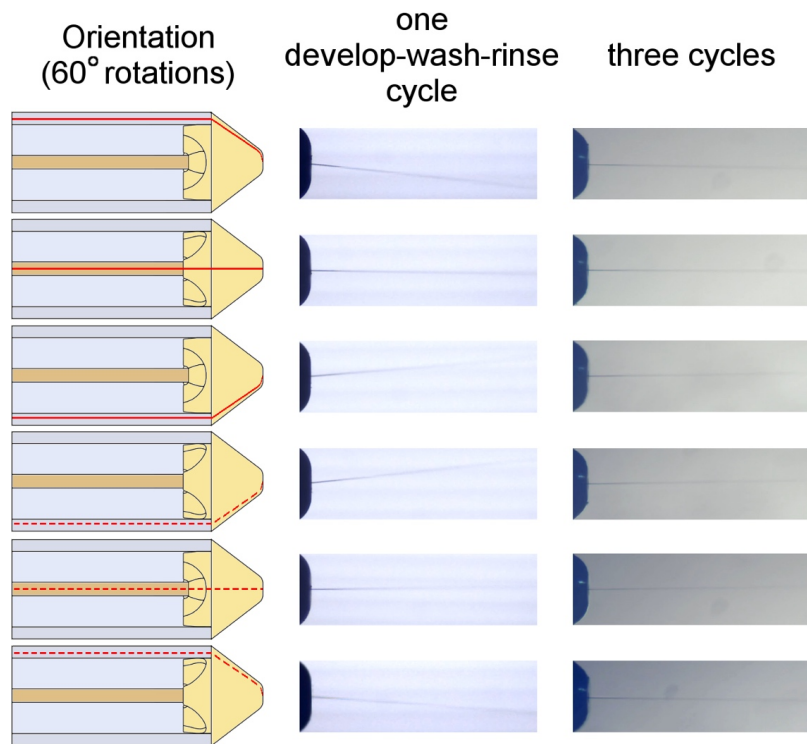 Orientation
(60° rotations)
one
develop-wash-rinse
cycle
three cycles